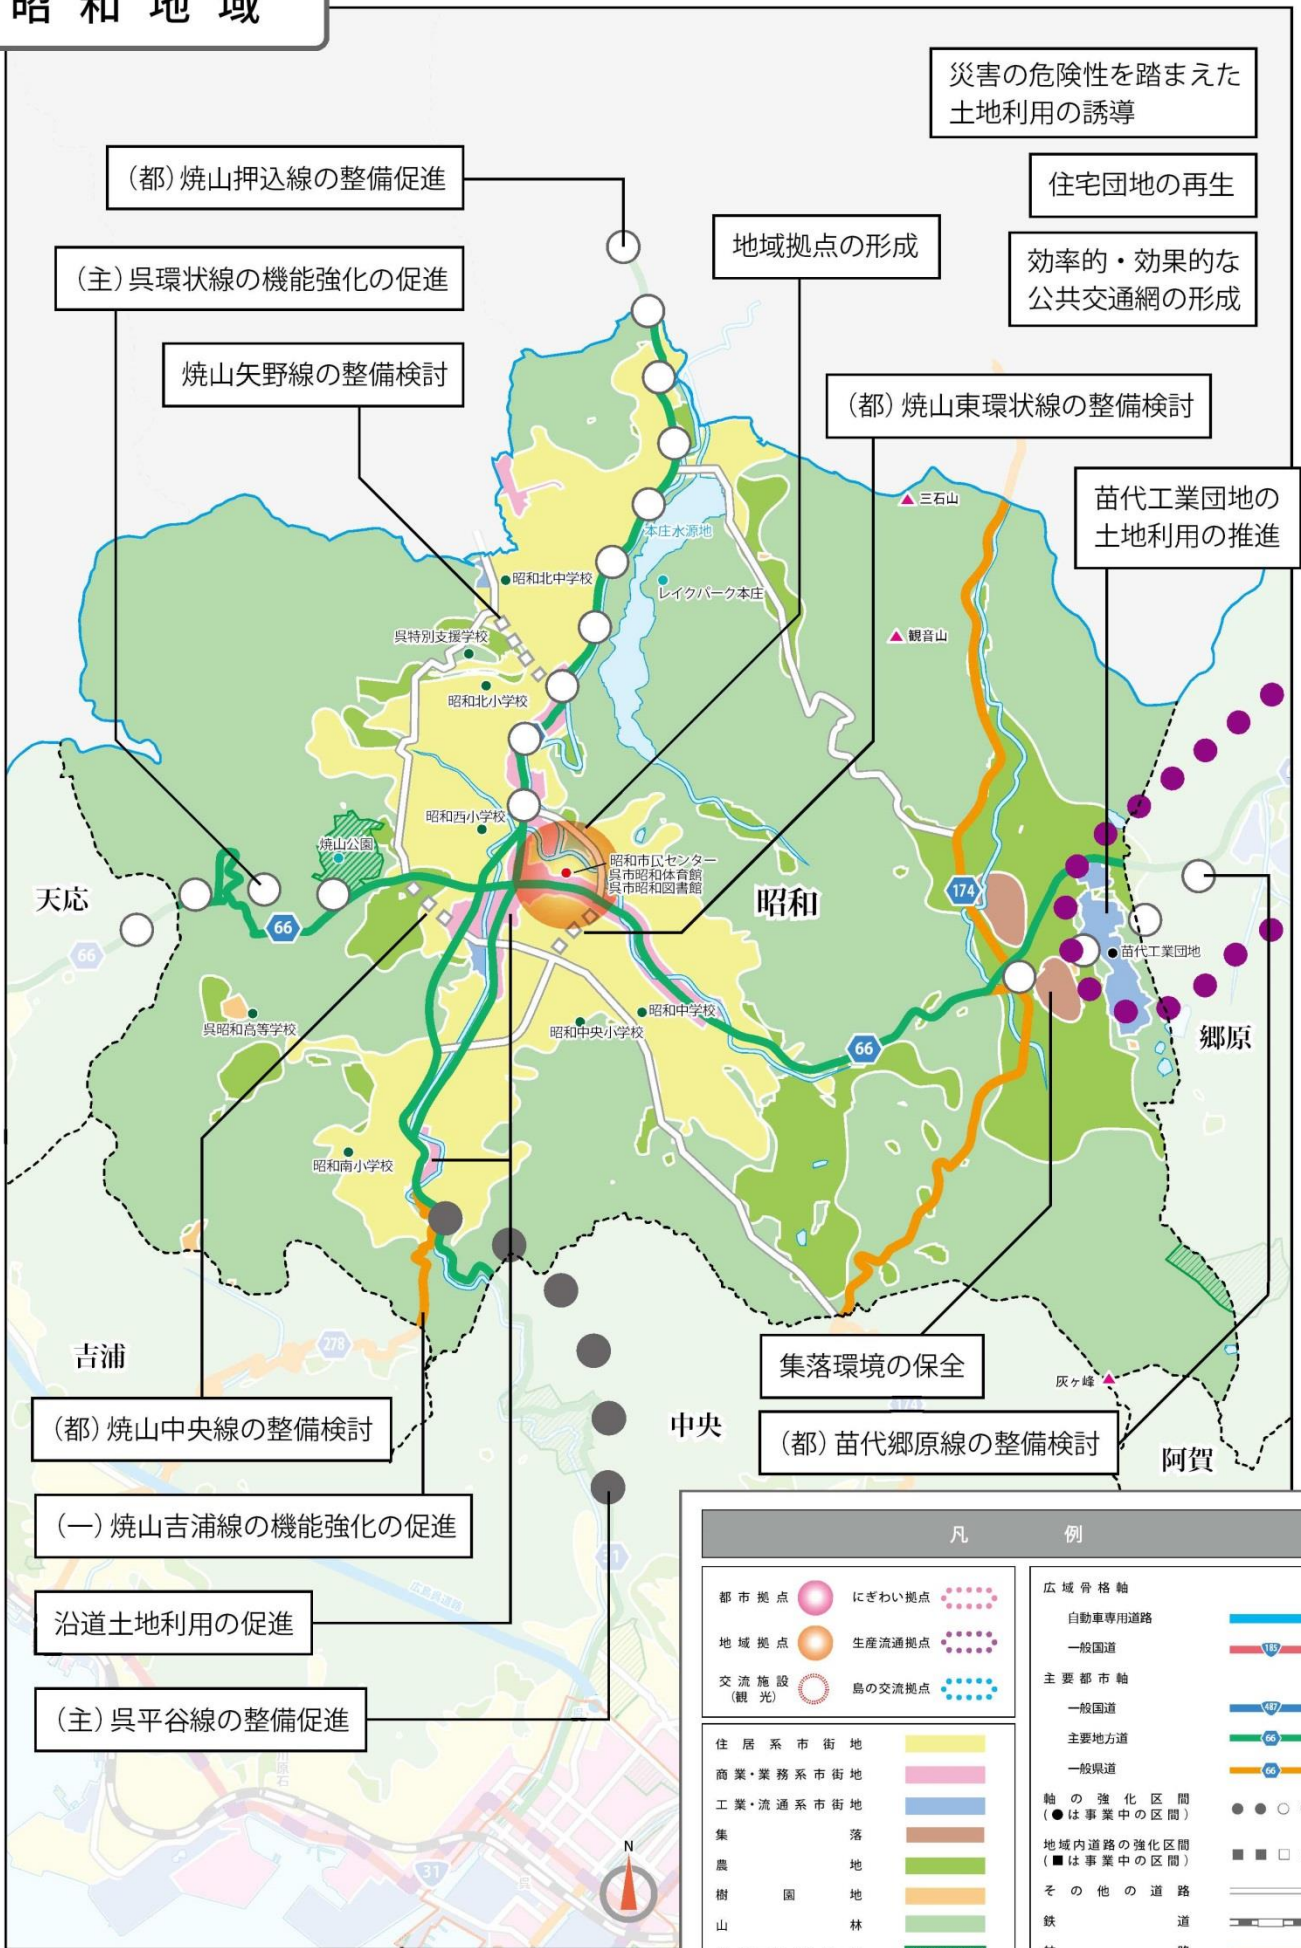 昭和地域
災害の危険性を踏まえた
土地利用の誘導
住宅団地の再生
効率的・効果的な
公共交通網の形成
(都)焼山押込線の整備促進
地域拠点の形成
(主)呉環状線の機能強化の促進
焼山矢野線の整備検討
(都)焼山東環状線の整備検討
苗代工業団地の
土地利用の推進
三石山
本庄水源地
昭和北中学校
レイクパーク本庄
呉特別支援学校
観音山
昭和北小学校
昭和西小学校
焼山公園
昭和市民センター
呉市昭和体育館
呉市昭和図書館
天応
昭和
174
66
66
苗代工業団地
呉昭和高等学校
昭和中学校
昭和中央小学校
郷原
66
昭和南小学校
吉浦
278
集落環境の保全
灰ヶ峰
174
(都)焼山中央線の整備検討
中央
(都)苗代郷原線の整備検討
阿賀
(一)焼山吉浦線の機能強化の促進
31
広島呉道路
沿道土地利用の促進
(主)呉平谷線の整備促進
31
呉
N
凡例
都市拠点
にぎわい拠点
地域拠点
生産流通拠点
交流施設
(観光)
島の交流拠点
住居系市街地
商業・業務系市街地
工業・流通系市街地
集落
農地
樹園地
山林
広域骨格軸
自動車専用道路
一般国道
185
主要都市軸
一般国道
487
主要地方道
66
一般県道
66
軸の強化区間
(●は事業中の区間)
地域内道路の強化区間
(■は事業中の区間)
その他の道路
鉄道